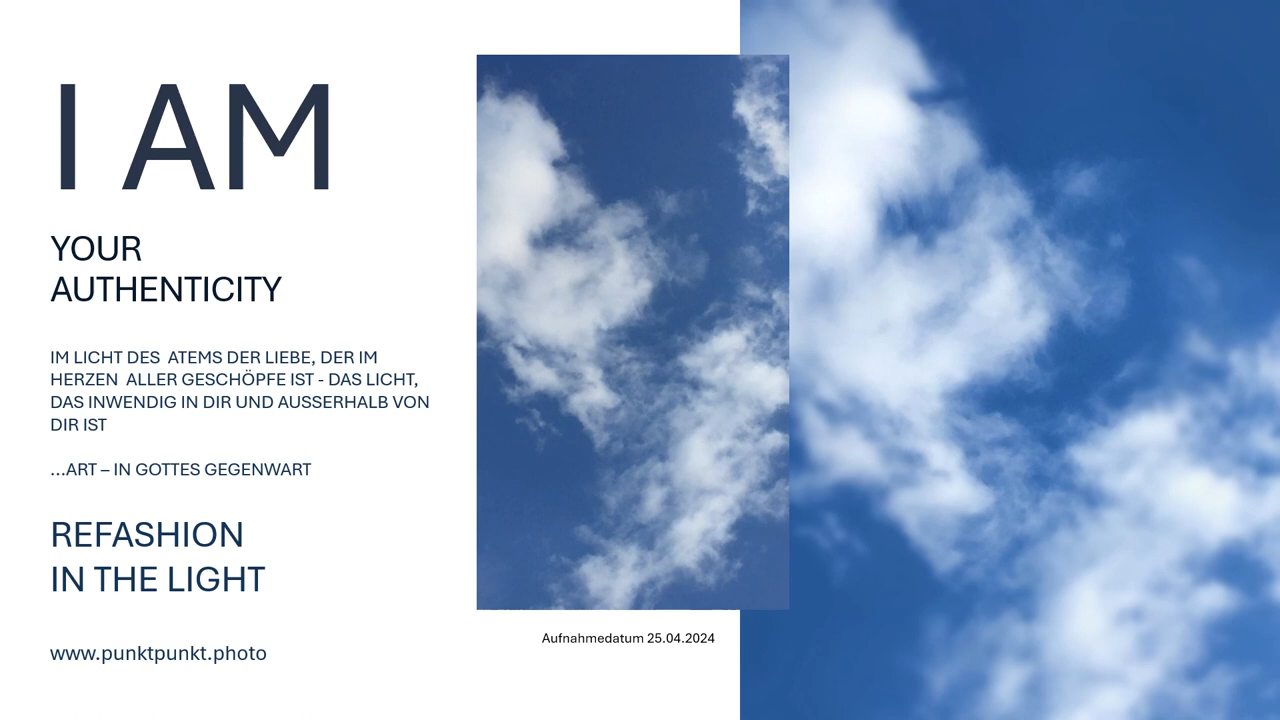 I AM
YOUR
AUTHENTICITY
IM LICHT DES ATEMS DER LIEBE, DER IM
HERZEN ALLER GESCHÖPFE IST - DAS LICHT,
DAS INWENDIG IN DIR UND AUSSERHALB VON
DIR IST
...ART – IN GOTTES GEGENWART
REFASHION
IN THE LIGHT
www.punktpunkt.photo
Aufnahmedatum 25.04.2024